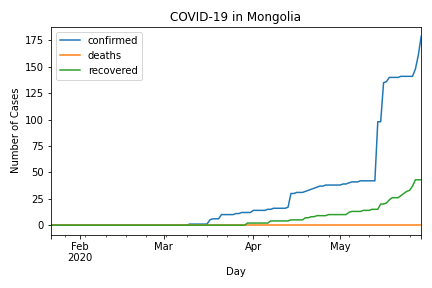 COVID-19 in Mongolia
confirmed
deaths
recovered
Number of Cases
175
150
125
100
75
50
25
0
Feb
2020
Mar
Apr
May
Day